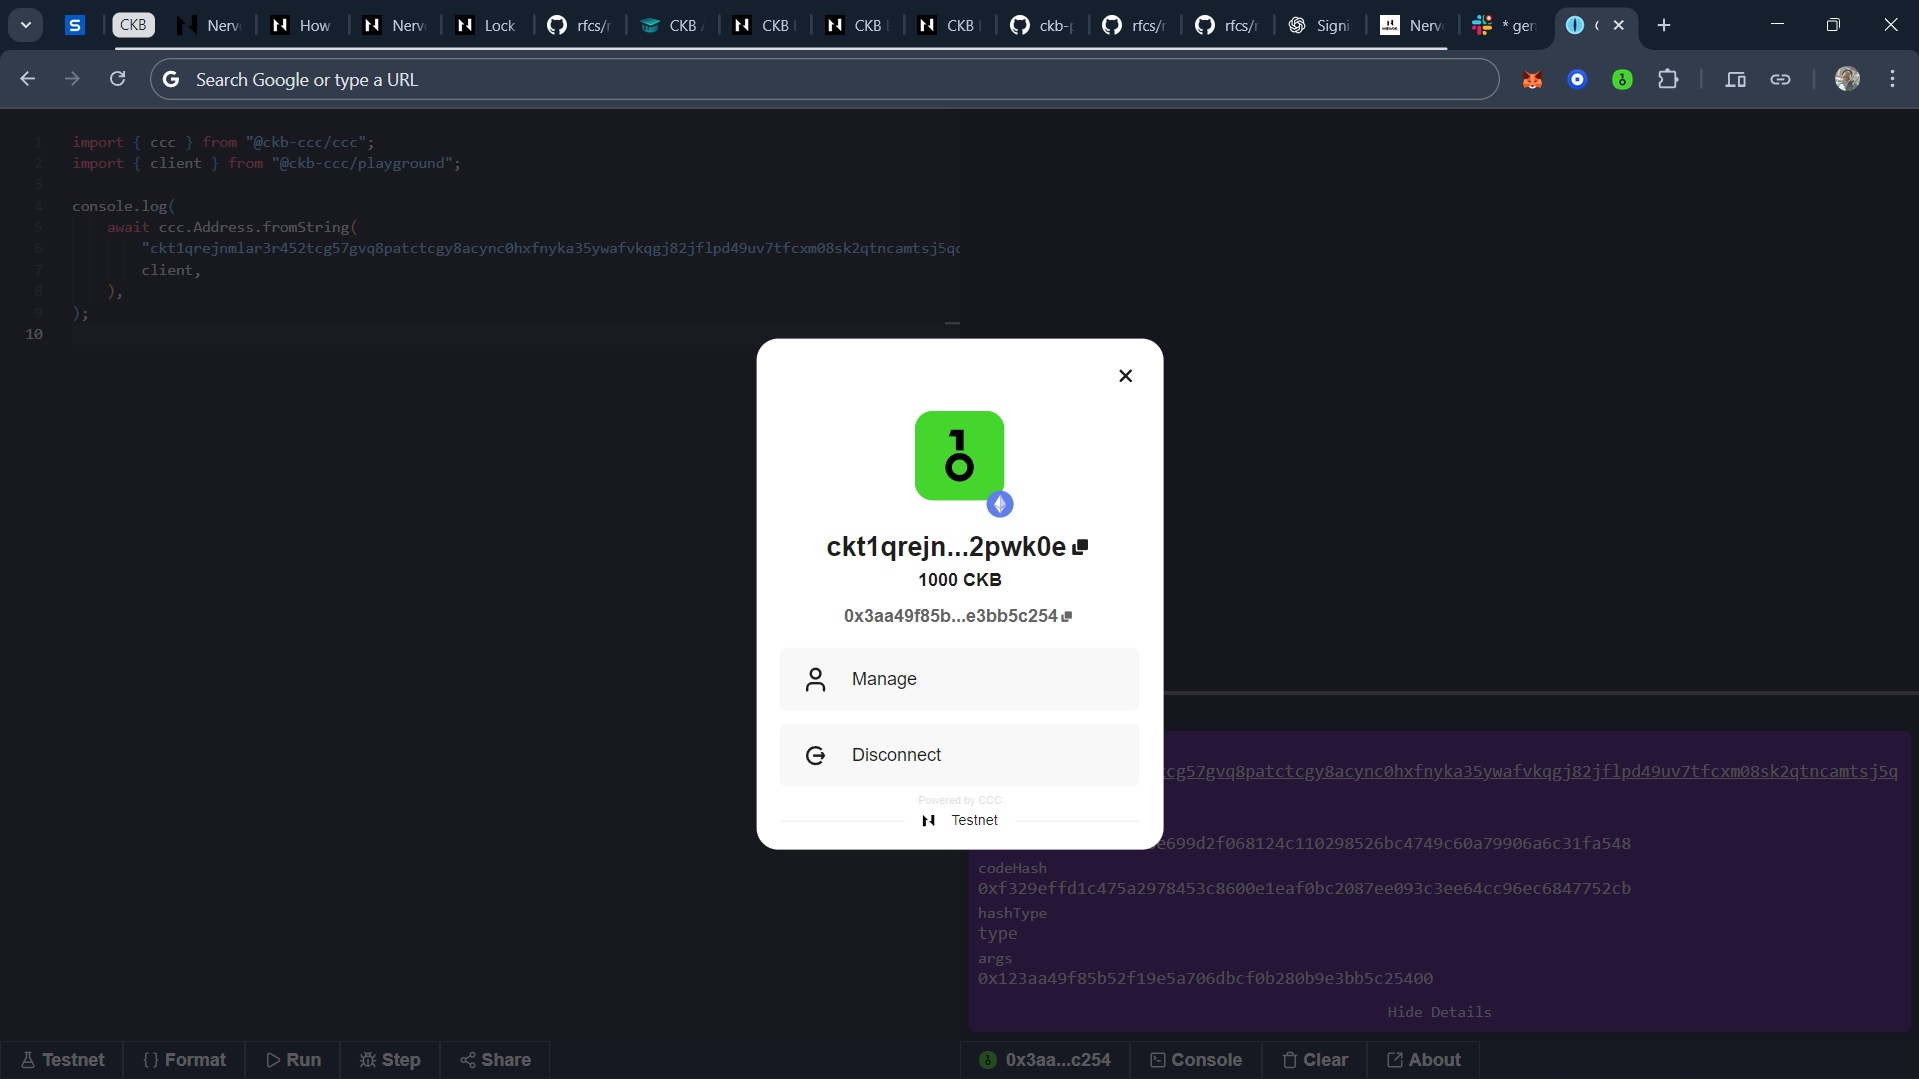 CKB
Nerv
How
Nerv
Lock
rfcs/r
CKB
CKB
CKB
CKB
ckb-p
rfcs/r
rfcs/r
Signi
Nerv
* gen
Search Google or type a URL
1 import { ccc } from "@ckb-ccc/ccc";
2 import { client } from "@ckb-ccc/playground";
3
4 console.log(
5 await ccc.Address.fromString(
6 "ckt1qrejnmlar3r452tcg57gvq8patctcgy8acync0hxfnyka35ywafvkqgj82jflpd49uv7tfcxm08sk2qtncamtsj5qc
7 client,
8 ),
9 );
10
ckt1qrejn...2pwk0e
1000 CKB
0x3aa49f85b...e3bb5c254
Manage
Disconnect
Powered by CCC
Testnet
cg57gvq8patctcgy8acync0hxfnyka35ywafvkqgj82jflpd49uv7tfcxm08sk2qtncamtsj5q
e699d2f068124c110298526bc4749c60a79906a6c31fa548
codeHash
0xf329effd1c475a2978453c8600e1eaf0bc2087ee093c3ee64cc96ec6847752cb
hashType
type
args
0x123aa49f85b52f19e5a706dbcf0b280b9e3bb5c25400
Hide Details
Testnet
Format
Run
Step
Share
0x3aa...c254
Console
Clear
About